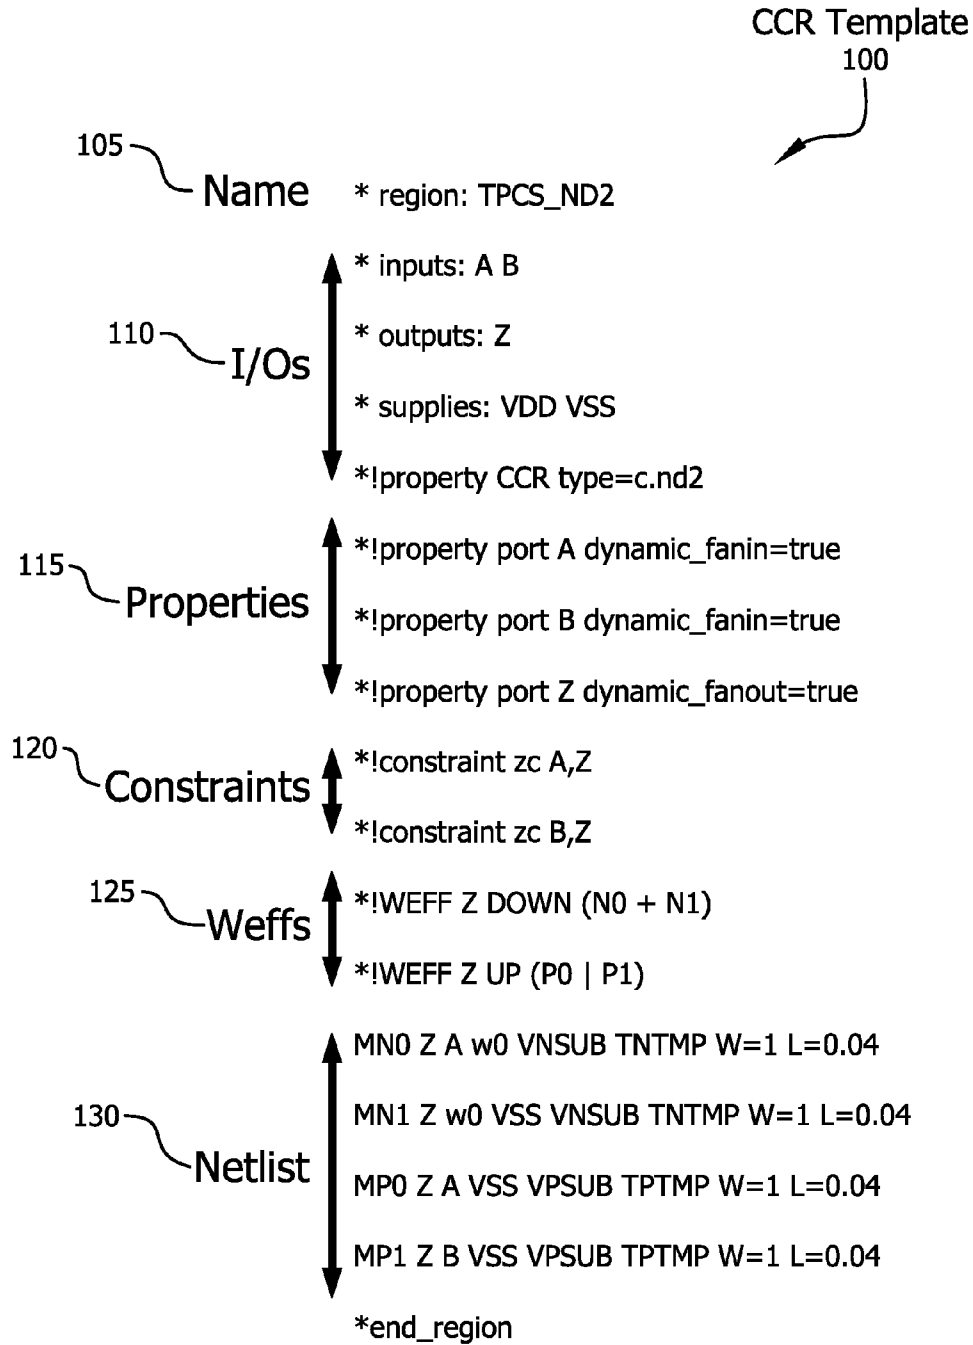 CCR Template
100
105
Name
* region: TPCS_ND2
* inputs: A B
110
I/Os
* outputs: Z
* supplies: VDD VSS
*!property CCR type=c.nd2
115
Properties
*!property port A dynamic_fanin=true
*!property port B dynamic_fanin=true
*!property port Z dynamic_fanout=true
120
Constraints
*!constraint zc A,Z
*!constraint zc B,Z
125
Weffs
*!WEFF Z DOWN (N0 + N1)
*!WEFF Z UP (P0 | P1)
130
Netlist
MN0 Z A w0 VNSUB TNTMP W=1 L=0.04
MN1 Z w0 VSS VNSUB TNTMP W=1 L=0.04
MP0 Z A VSS VPSUB TPTMP W=1 L=0.04
MP1 Z B VSS VPSUB TPTMP W=1 L=0.04
*end_region